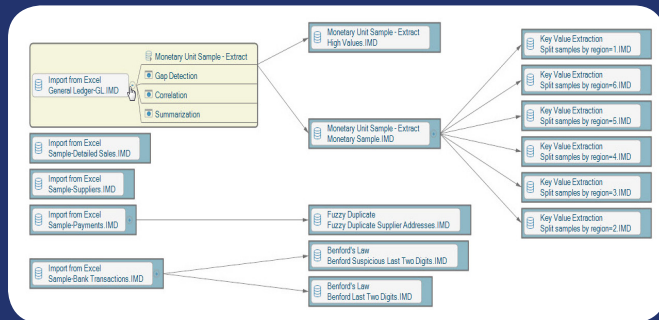 Import from Excel
General Ledger-GL.IMD
Monetary Unit Sample - Extract
Gap Detection
Correlation
Summarization
Import from Excel
Sample-Detailed Sales.IMD
Import from Excel
Sample-Suppliers.IMD
Import from Excel
Sample-Payments.IMD
Import from Excel
Sample-Bank Transactions.IMD
Monetary Unit Sample - Extract
High Values.IMD
Monetary Unit Sample - Extract
Monetary Sample.IMD
Fuzzy Duplicate
Fuzzy Duplicate Supplier Addresses.IMD
Benford's Law
Benford Suspicious Last Two Digits.IMD
Benford's Law
Benford Last Two Digits.IMD
Key Value Extraction
Split samples by region=1.IMD
Key Value Extraction
Split samples by region=6.IMD
Key Value Extraction
Split samples by region=5.IMD
Key Value Extraction
Split samples by region=4.IMD
Key Value Extraction
Split samples by region=3.IMD
Key Value Extraction
Split samples by region=2.IMD